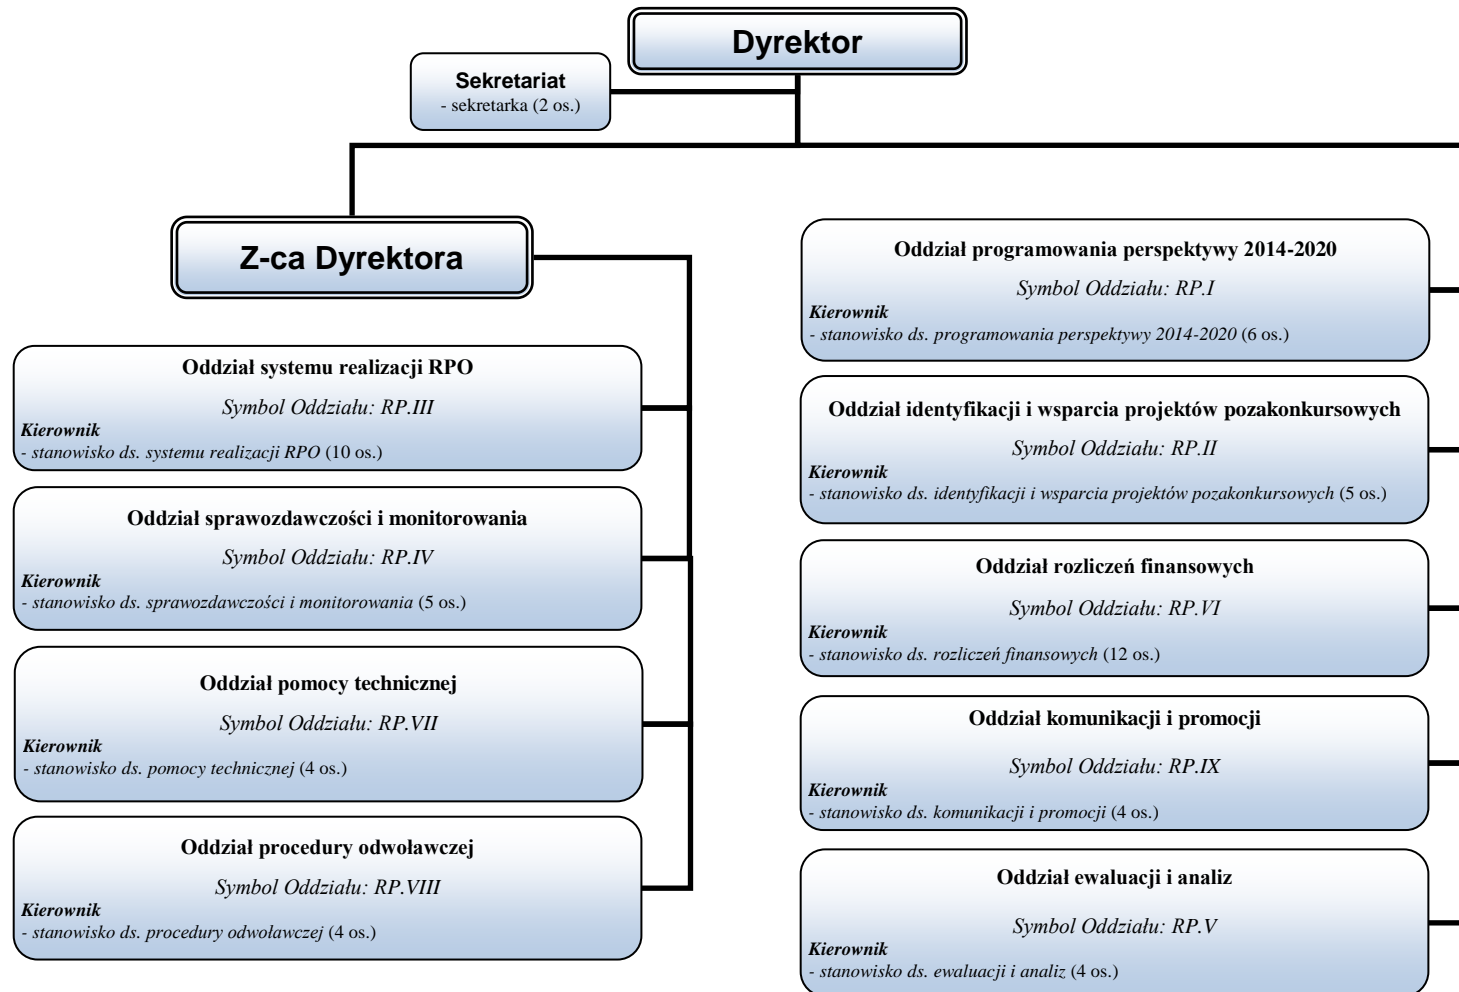 Dyrektor
Sekretariat
- sekretarka (2 os.)
Z-ca Dyrektora
Oddział systemu realizacji RPO
Symbol Oddziału: RP.III
Kierownik
- stanowisko ds. systemu realizacji RPO (10 os.)
Oddział sprawozdawczości i monitorowania
Symbol Oddziału: RP.IV
Kierownik
- stanowisko ds. sprawozdawczości i monitorowania (5 os.)
Oddział pomocy technicznej
Symbol Oddziału: RP.VII
Kierownik
- stanowisko ds. pomocy technicznej (4 os.)
Oddział procedury odwoławczej
Symbol Oddziału: RP.VIII
Kierownik
- stanowisko ds. procedury odwoławczej (4 os.)
Oddział programowania perspektywy 2014-2020
Symbol Oddziału: RP.I
Kierownik
- stanowisko ds. programowania perspektywy 2014-2020 (6 os.)
Oddział identyfikacji i wsparcia projektów pozakonkursowych
Symbol Oddziału: RP.II
Kierownik
- stanowisko ds. identyfikacji i wsparcia projektów pozakonkursowych (5 os.)
Oddział rozliczeń finansowych
Symbol Oddziału: RP.VI
Kierownik
- stanowisko ds. rozliczeń finansowych (12 os.)
Oddział komunikacji i promocji
Symbol Oddziału: RP.IX
Kierownik
- stanowisko ds. komunikacji i promocji (4 os.)
Oddział ewaluacji i analiz
Symbol Oddziału: RP.V
Kierownik
- stanowisko ds. ewaluacji i analiz (4 os.)